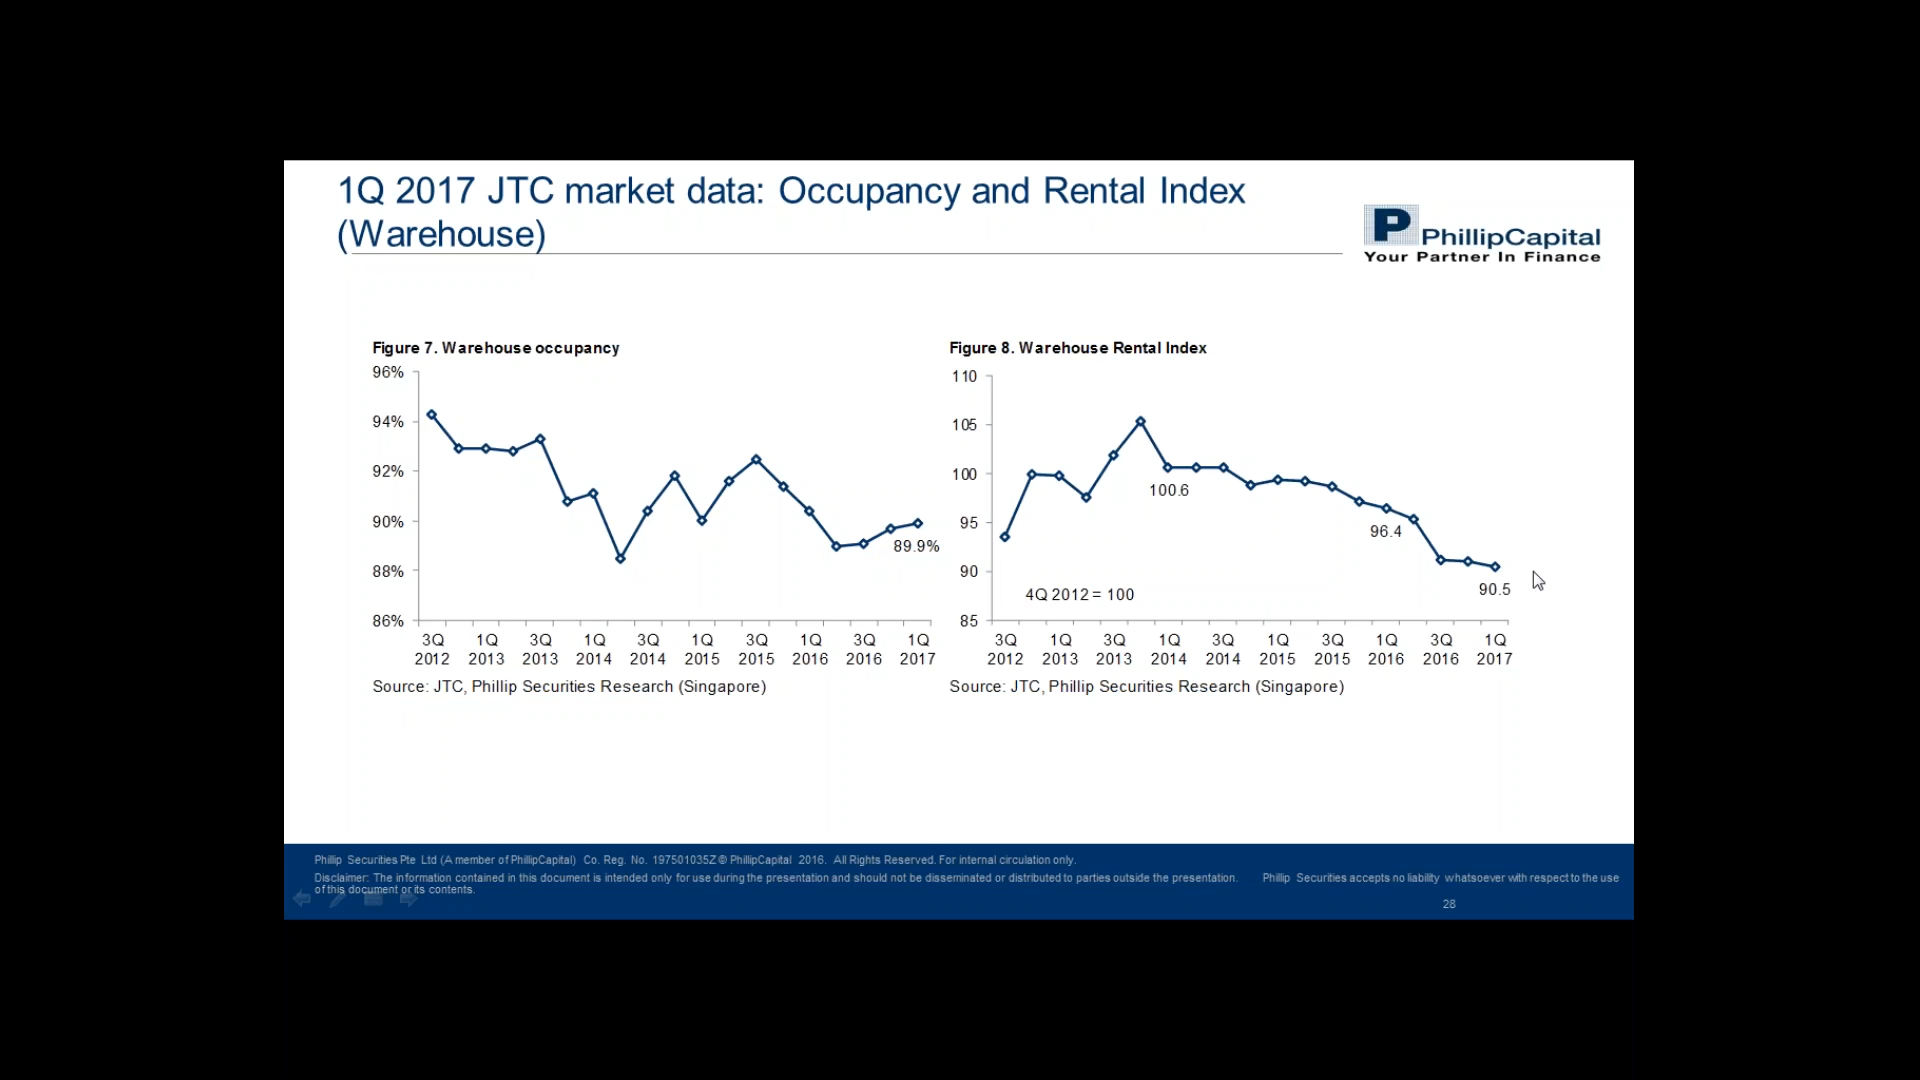 1Q 2017 JTC market data: Occupancy and Rental Index
(Warehouse)
P PhillipCapital
Your Partner In Finance
Figure 7. Warehouse occupancy
96%
94%
92%
90%
88%
86%
89.9%
3Q 1Q 3Q 1Q 3Q 1Q 3Q 1Q 3Q 1Q
2012 2013 2013 2014 2014 2015 2015 2016 2016 2017
Source: JTC, Phillip Securities Research (Singapore)
Figure 8. Warehouse Rental Index
110
105
100
95
90
85
100.6
96.4
90.5
4Q 2012 = 100
3Q 1Q 3Q 1Q 3Q 1Q 3Q 1Q 3Q 1Q
2012 2013 2013 2014 2014 2015 2015 2016 2016 2017
Source: JTC, Phillip Securities Research (Singapore)
Phillip Securities Pte Ltd (A member of PhillipCapital) Co. Reg. No. 197501035Z © PhillipCapital 2016. All Rights Reserved. For internal circulation only.
Disclaimer: The information contained in this document is intended only for use during the presentation and should not be disseminated or distributed to parties outside the presentation. Phillip Securities accepts no liability whatsoever with respect to the use
of this document or its contents.
28